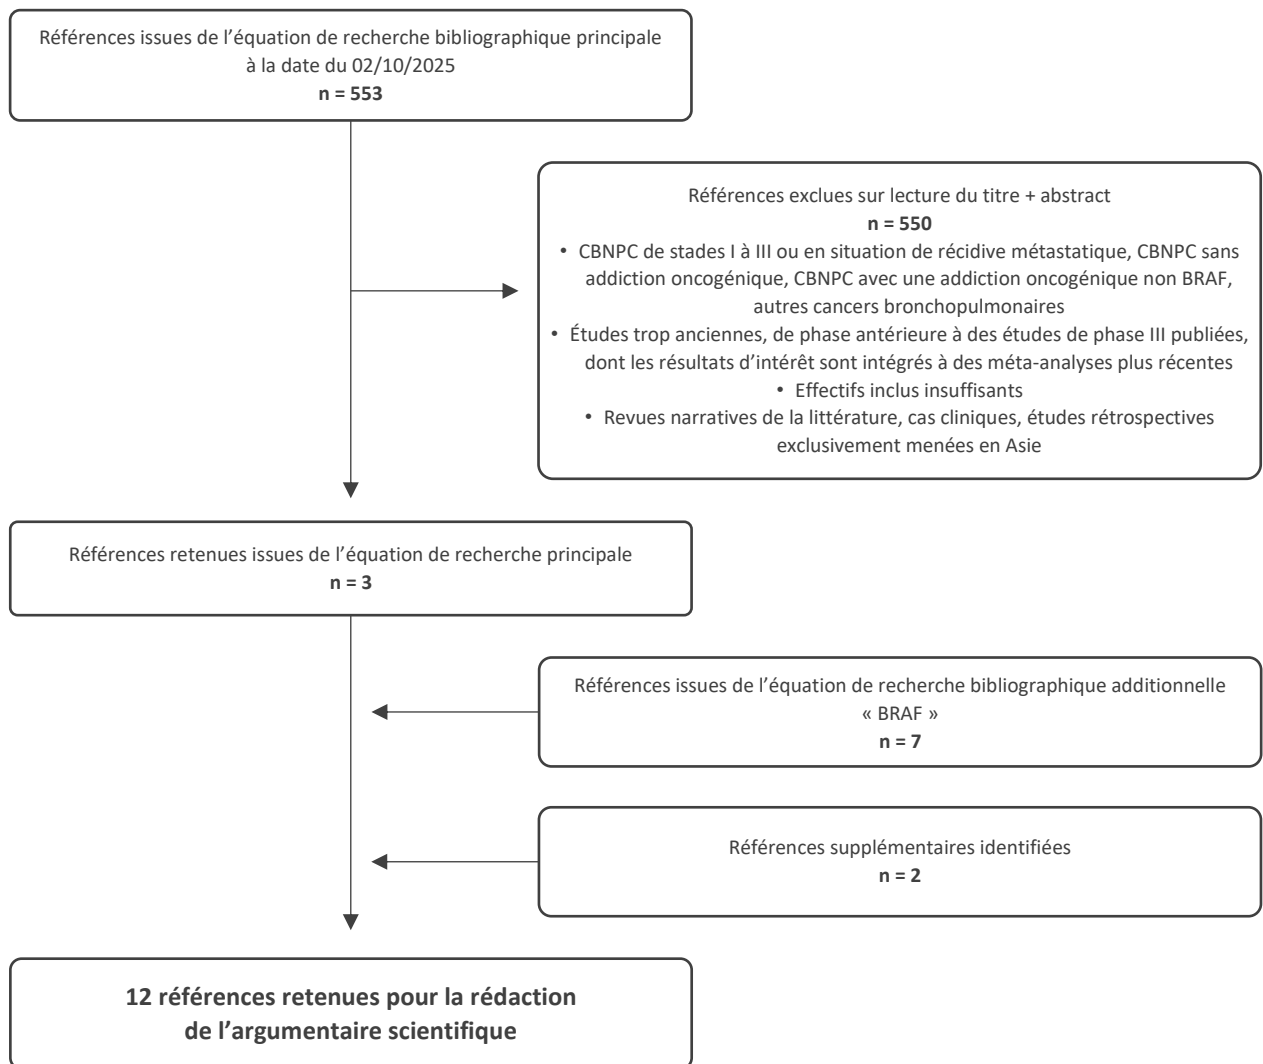 Références issues de l’équation de recherche bibliographique principale
à la date du 02/10/2025
n = 553
Références exclues sur lecture du titre + abstract
n = 550
• CBNPC de stades I à III ou en situation de récidive métastatique, CBNPC sans
addiction oncogénique, CBNPC avec une addiction oncogénique non BRAF,
autres cancers bronchopulmonaires
• Études trop anciennes, de phase antérieure à des études de phase III publiées,
dont les résultats d’intérêt sont intégrés à des méta-analyses plus récentes
• Effectifs inclus insuffisants
• Revues narratives de la littérature, cas cliniques, études rétrospectives
exclusivement menées en Asie
Références retenues issues de l’équation de recherche principale
n = 3
Références issues de l’équation de recherche bibliographique additionnelle
« BRAF »
n = 7
Références supplémentaires identifiées
n = 2
12 références retenues pour la rédaction
de l’argumentaire scientifique